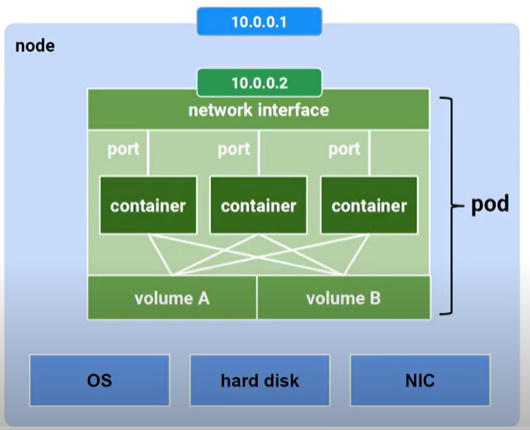 10.0.0.1
node
10.0.0.2
network interface
port port port
container container container
pod
volume A volume B
OS hard disk NIC